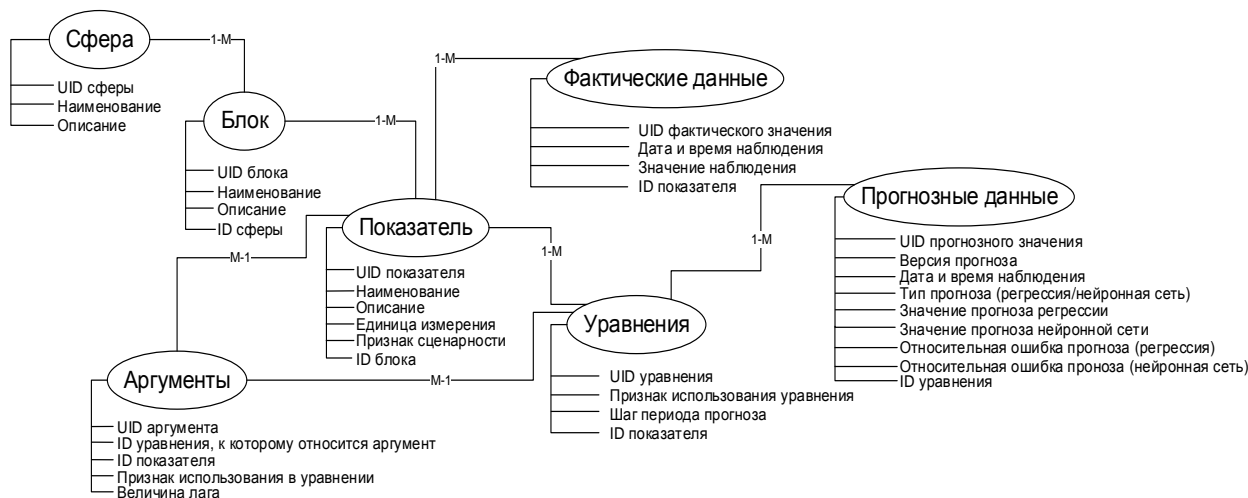 Сфера
1-М
UID сферы
Наименование
Описание
Блок
1-М
UID блока
Наименование
Описание
ID сферы
1-М
Фактические данные
UID фактического значения
Дата и время наблюдения
Значение наблюдения
ID показателя
Показатель
М-1
1-М
UID показателя
Наименование
Описание
Единица измерения
Признак сценарности
ID блока
1-М
Прогнозные данные
UID прогнозного значения
Версия прогноза
Дата и время наблюдения
Тип прогноза (регрессия/нейронная сеть)
Значение прогноза регрессии
Значение прогноза нейронной сети
Относительная ошибка прогноза (регрессия)
Относительная ошибка проноза (нейронная сеть)
ID уравнения
Уравнения
UID уравнения
Признак использования уравнения
Шаг периода прогноза
ID показателя
Аргументы
М-1
UID аргумента
ID уравнения, к которому относится аргумент
ID показателя
Признак использования в уравнении
Величина лага